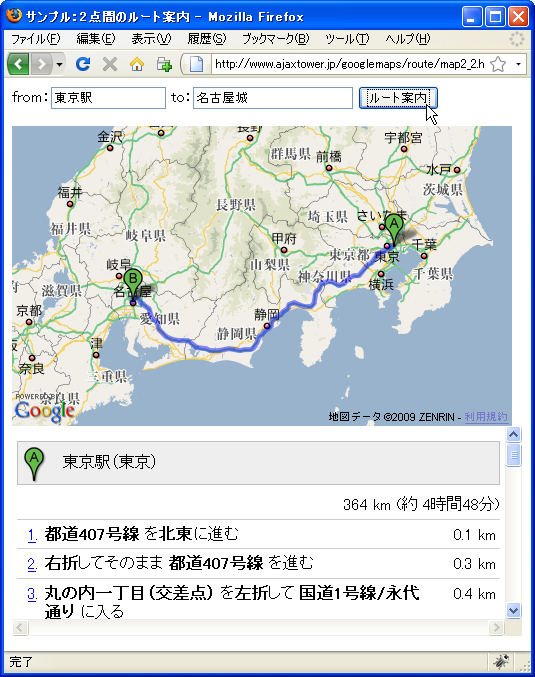 サンプル：２点間のルート案内 - Mozilla Firefox
ファイル(F) 編集(E) 表示(V) 履歴(S) ブックマーク(B) ツール(T) ヘルプ(H)
http://www.ajaxtower.jp/googlemaps/route/map2_2.h
from: 東京駅 to: 名古屋城 ルート案内
金沢
長野
群馬県
前橋
宇都宮
水戸
茨城県
福井
福井県
長野県
埼玉県
さいたま
岐阜県
甲府
東京都
東京
千葉
岐阜
山梨県
神奈川県
千葉県
滋賀県
名古屋
横浜
京都
愛知県
静岡
静岡県
津
奈良
三重県
奈良県
A
B
POWERED BY
Google
地図データ ©2009 ZENRIN - 利用規約
A 東京駅（東京）
364 km (約 4時間48分)
1. 都道407号線 を北東に進む 0.1 km
2. 右折してそのまま 都道407号線 を進む 0.3 km
3. 丸の内一丁目（交差点） を左折して 国道1号線/永代 0.4 km
通り に入る
完了